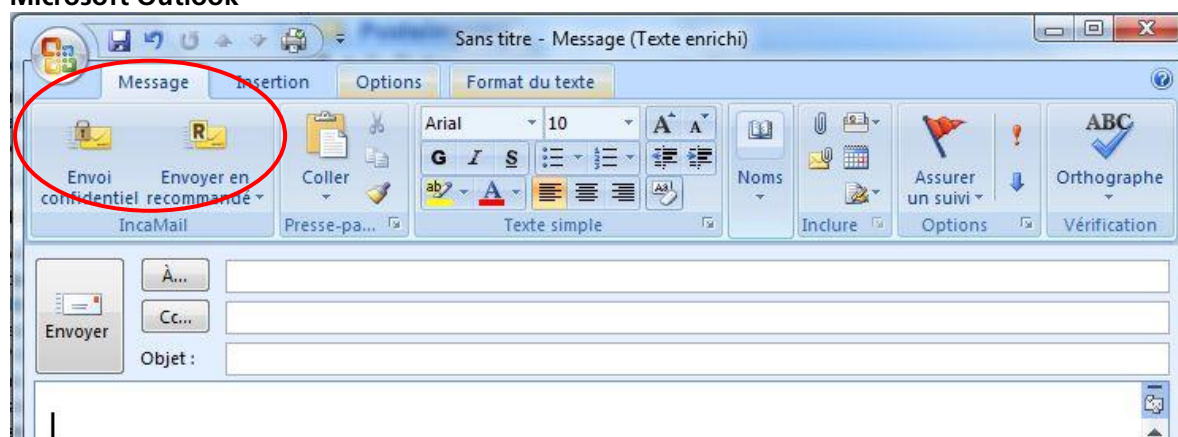 Microsoft Outlook
Sans titre - Message (Texte enrichi)
Message Insertion Options Format du texte
Envoi confidentiel
Envoyer en recommandé
IncaMail
Coller
Presse-pa...
Arial 10 A A
G I S
ab A Aa
Texte simple
Noms
Inclure
Assurer un suivi
Options
ABC
Orthographe
Vérification
Envoyer
À...
Cc...
Objet :